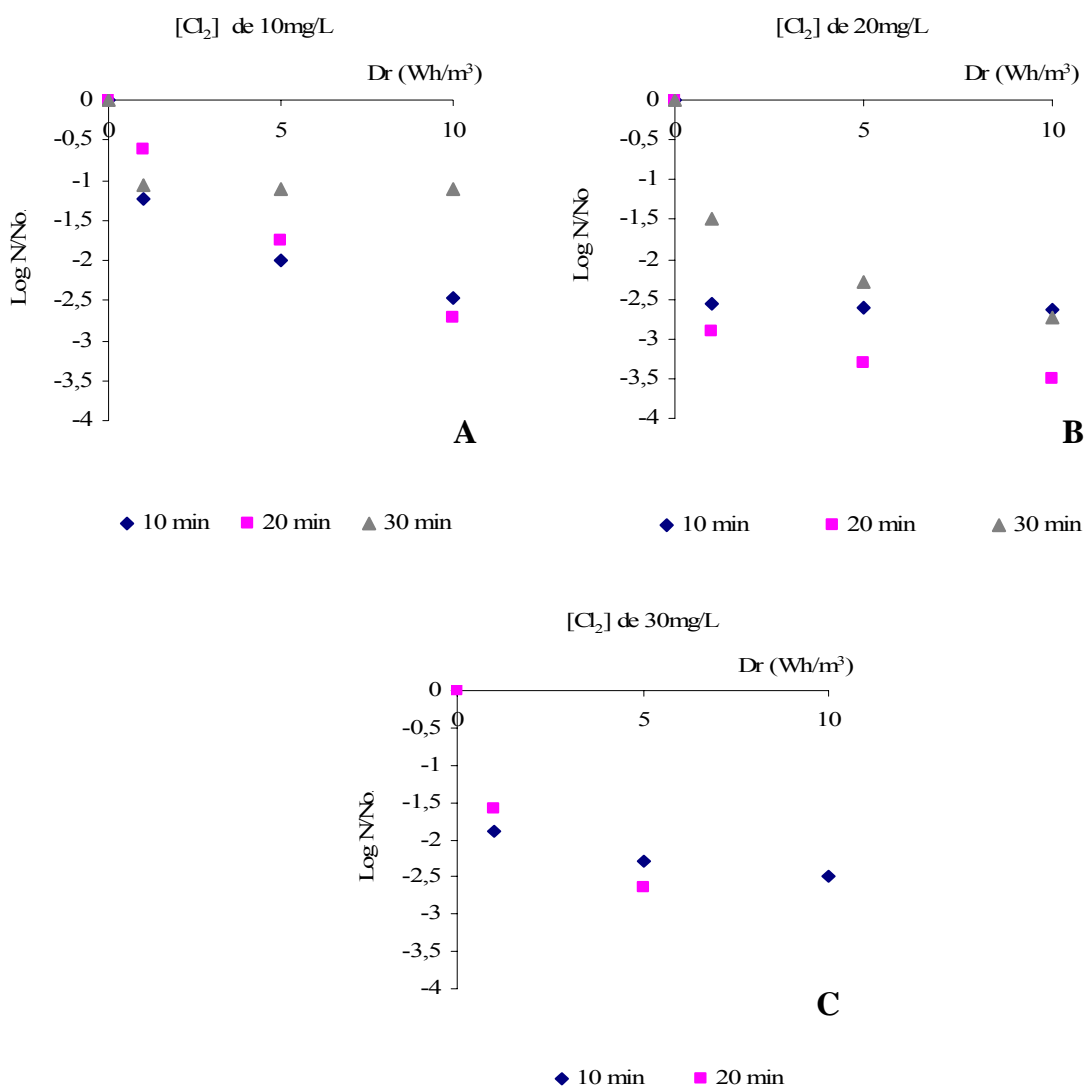 [Cl₂] de 10mg/L
Dr (Wh/m³)
0
-0,5
-1
-1,5
-2
-2,5
-3
-3,5
-4
0 5 10
Log N/No.
A
10 min 20 min 30 min
[Cl₂] de 20mg/L
Dr (Wh/m³)
0
-0,5
-1
-1,5
-2
-2,5
-3
-3,5
-4
0 5 10
Log N/No
B
10 min 20 min 30 min
[Cl₂] de 30mg/L
Dr (Wh/m³)
0
-0,5
-1
-1,5
-2
-2,5
-3
-3,5
-4
0 5 10
Log N/No.
C
10 min 20 min